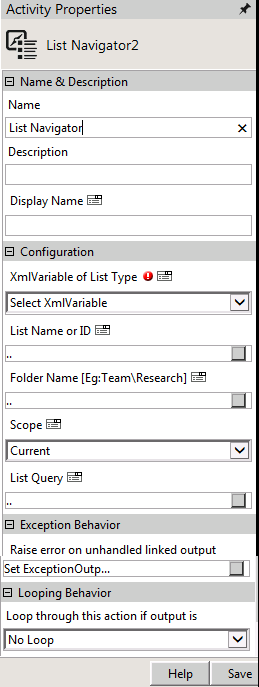 Activity Properties
List Navigator2
Name & Description
Name
List Navigator
Description
Display Name
Configuration
XmlVariable of List Type
Select XmlVariable
List Name or ID
..
Folder Name [Eg:Team\Research]
..
Scope
Current
List Query
..
Exception Behavior
Raise error on unhandled linked output
Set ExceptionOutp...
Looping Behavior
Loop through this action if output is
No Loop
Help Save